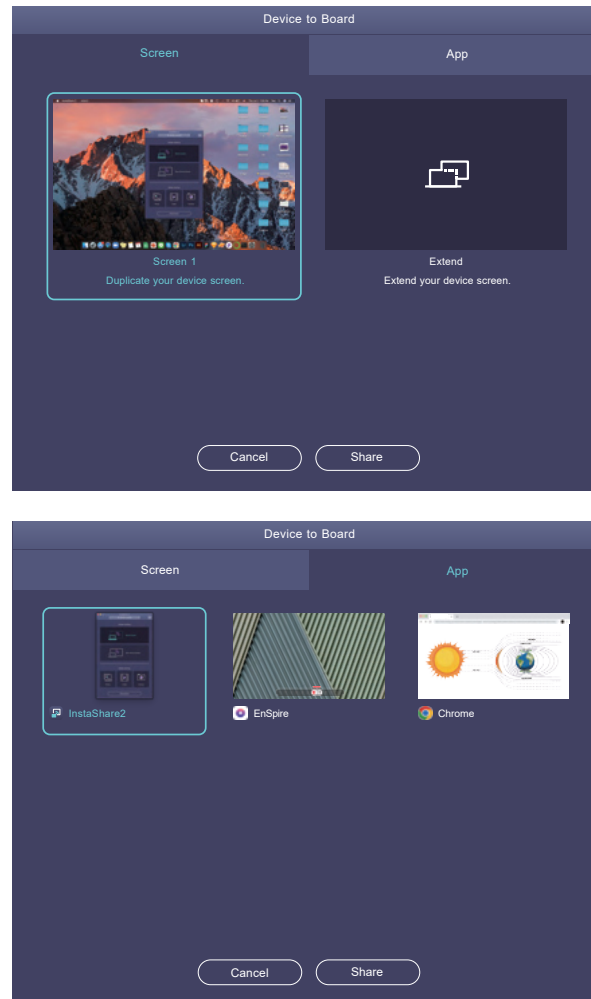 Device to Board
Screen App
Screen 1 Extend
Duplicate your device screen. Extend your device screen.
Cancel Share
Device to Board
Screen App
InstaShare2 EnSpire Chrome
Cancel Share